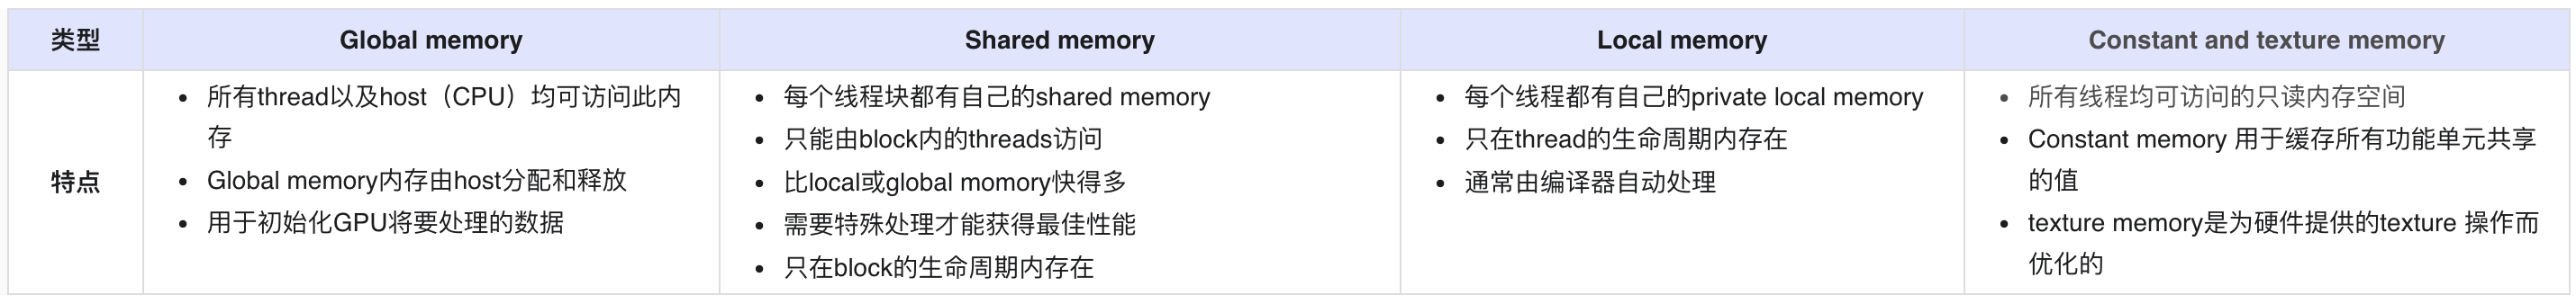 类型
Global memory
Shared memory
Local memory
Constant and texture memory
特点
• 所有thread以及host（CPU）均可访问此内
存
• Global memory内存由host分配和释放
• 用于初始化GPU将要处理的数据
• 每个线程块都有自己的shared memory
• 只能由block内的threads访问
• 比local或global momory快得多
• 需要特殊处理才能获得最佳性能
• 只在block的生命周期内存在
• 每个线程都有自己的private local memory
• 只在thread的生命周期内存在
• 通常由编译器自动处理
• 所有线程均可访问的只读内存空间
• Constant memory 用于缓存所有功能单元共享
的值
• texture memory是为硬件提供的texture 操作而
优化的